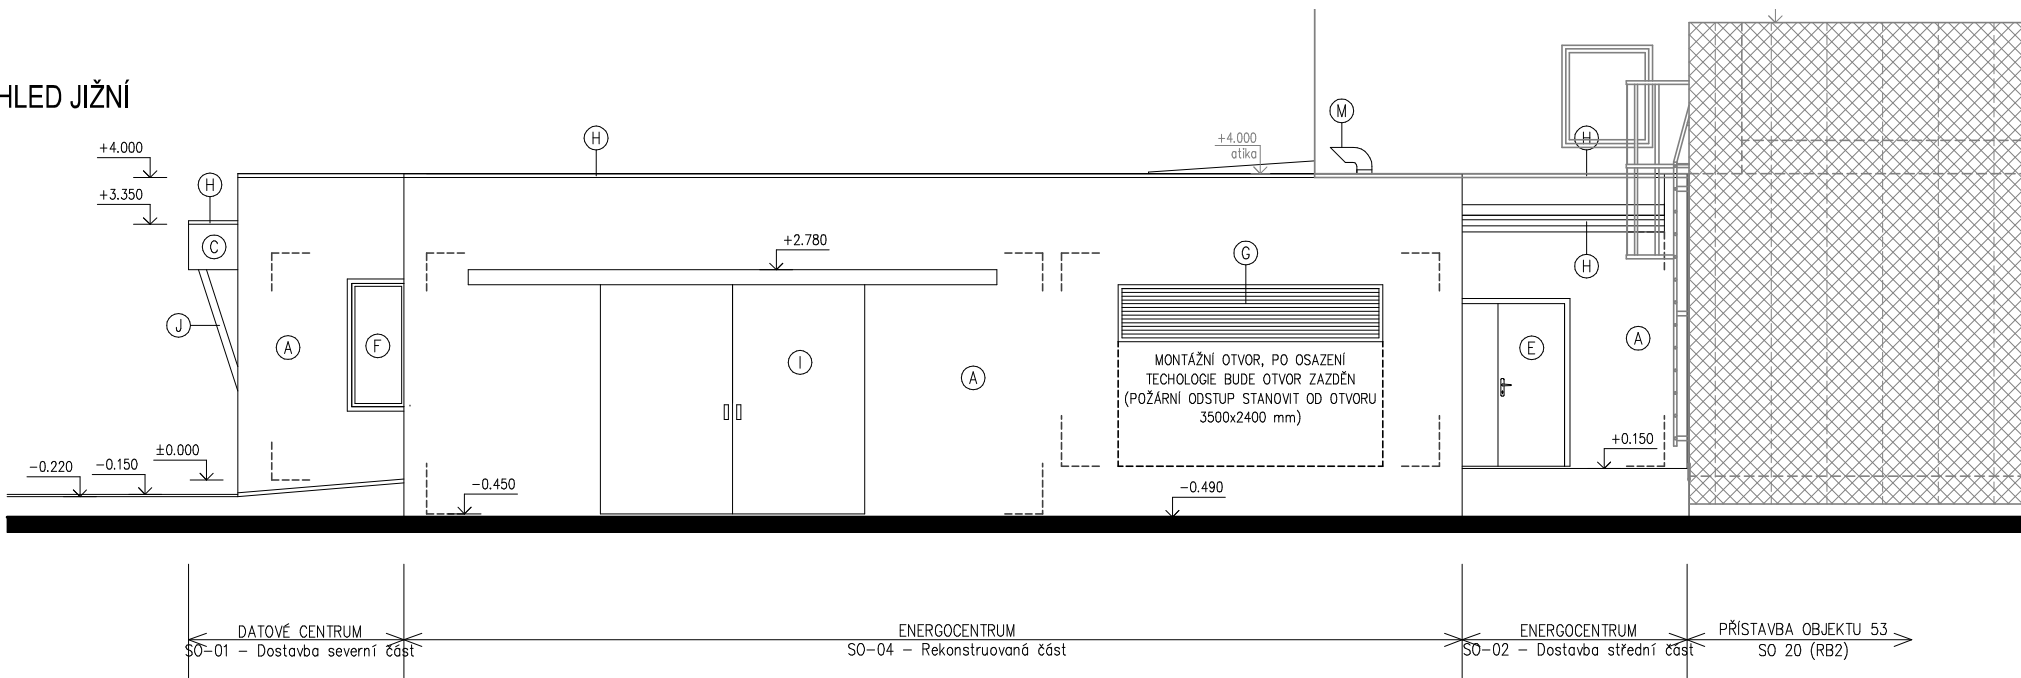 HLED JIŽNÍ
+4.000
+3.350
H
C
J
A
F
H
+2.780
I
A
G
+4.000
atika
M
H
H
E
A
MONTÁŽNÍ OTVOR, PO OSAZENÍ
TECHOLOGIE BUDE OTVOR ZAZDĚN
(POŽÁRNÍ ODSTUP STANOVIT OD OTVORU
3500x2400 mm)
+0.150
-0.220
-0.150
±0.000
-0.450
-0.490
DATOVÉ CENTRUM
SO-01 - Dostavba severní část
ENERGOCENTRUM
SO-04 - Rekonstruovaná část
ENERGOCENTRUM
SO-02 - Dostavba střední část
PŘÍSTAVBA OBJEKTU 53
SO 20 (RB2)